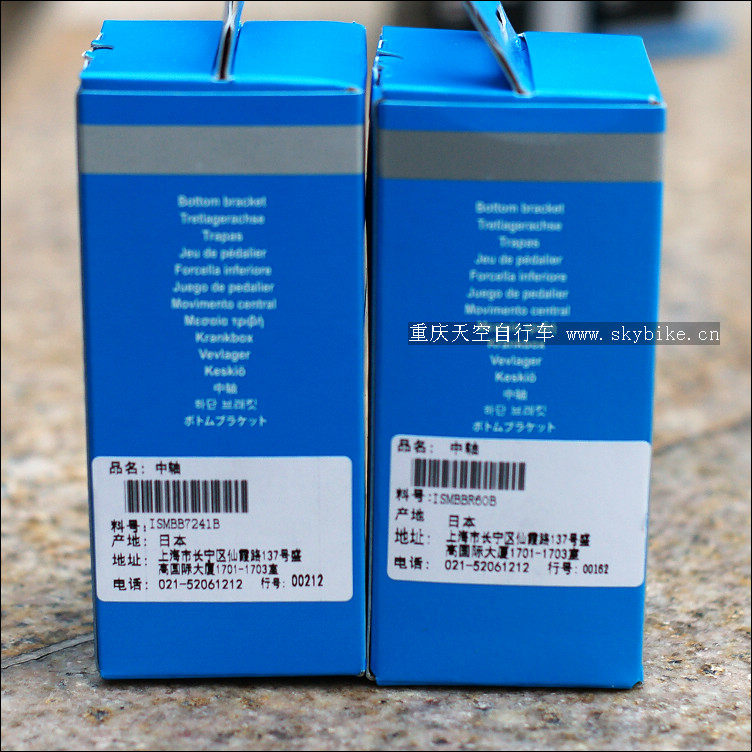 Bottom bracket
Tretlagerachse
Trapas
Jeu de pédalier
Forcella inferiore
Juego de pedalier
Movimento central
Μεσαίο τριβή
Krankbox
Vevlager
Keskiö
中軸
하단 브래킷
ボトムブラケット
品名: 中轴
料号: ISMBB7241B
产地: 日本
地址: 上海市长宁区仙霞路137号盛
高国际大厦1701-1703室
电话: 021-52061212 行号: 00212
Bottom bracket
Tretlagerachse
Trapas
Jeu de pédalier
Forcella inferiore
Juego de pedalier
Movimento central
重庆天空自行车 www.skybike.cn
Krankbox
Vevlager
Keskiö
中軸
하단 브래킷
ボトムブラケット
品名: 中轴
料号: ISMBBR60B
产地 日本
地址: 上海市长宁区仙霞路137号盛
高国际大厦1701-1703室
电话: 021-52061212 行号: 00162